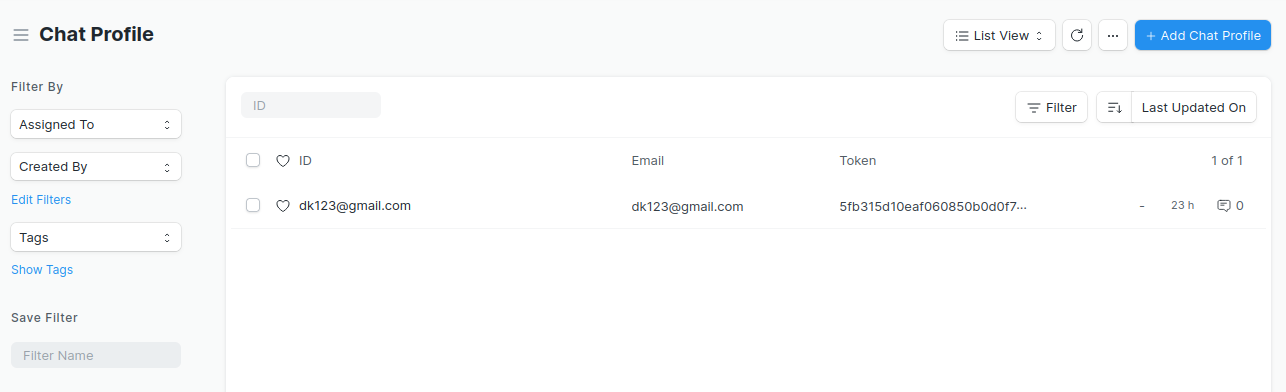 Chat Profile
List View
+ Add Chat Profile
Filter By
Assigned To
Created By
Edit Filters
Tags
Show Tags
Save Filter
Filter Name
ID
Filter
Last Updated On
ID Email Token 1 of 1
dk123@gmail.com dk123@gmail.com 5fb315d10eaf060850b0d0f7... - 23 h 0